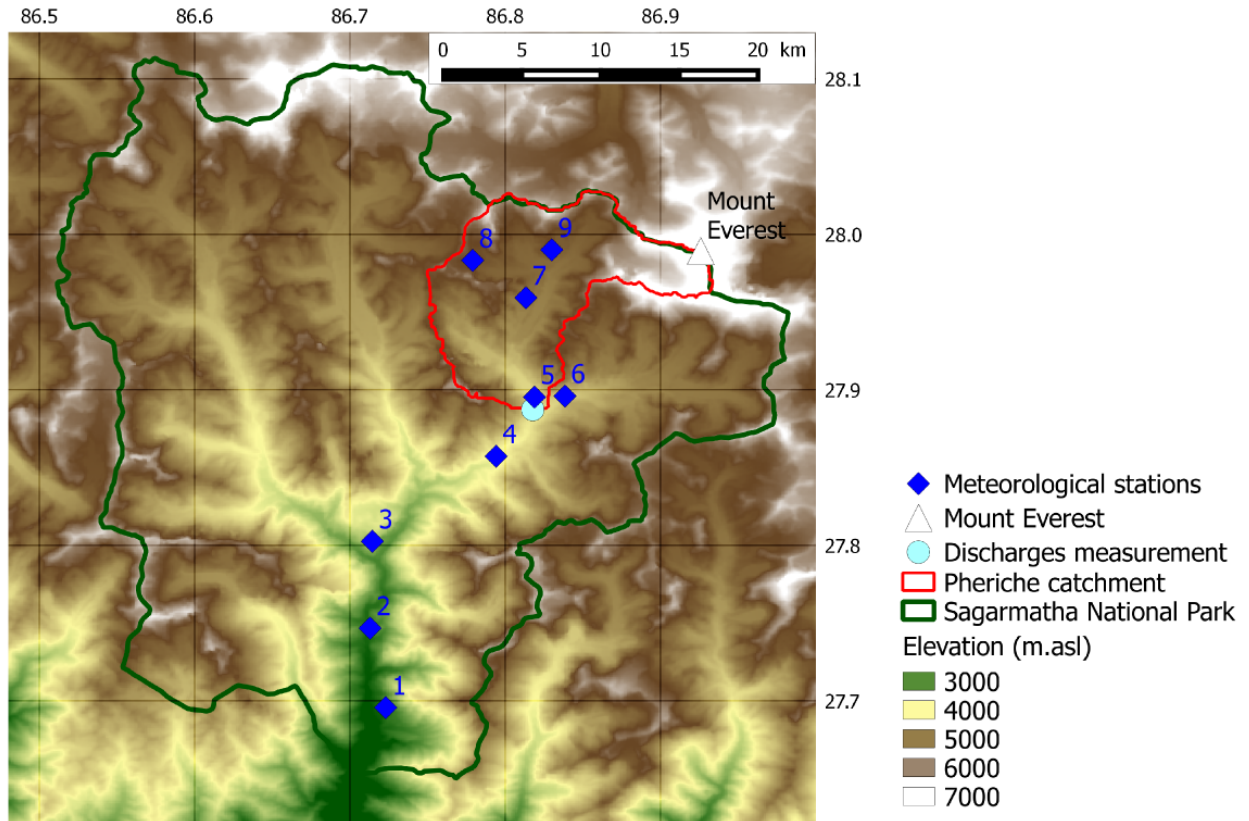 86.5 86.6 86.7 86.8 86.9
0 5 10 15 20 km
28.1
Mount
Everest
28.0
9
8
7
5 6
27.9
4
3
27.8
2
1
27.7
Meteorological stations
Mount Everest
Discharges measurement
Pheriche catchment
Sagarmatha National Park
Elevation (m.asl)
3000
4000
5000
6000
7000